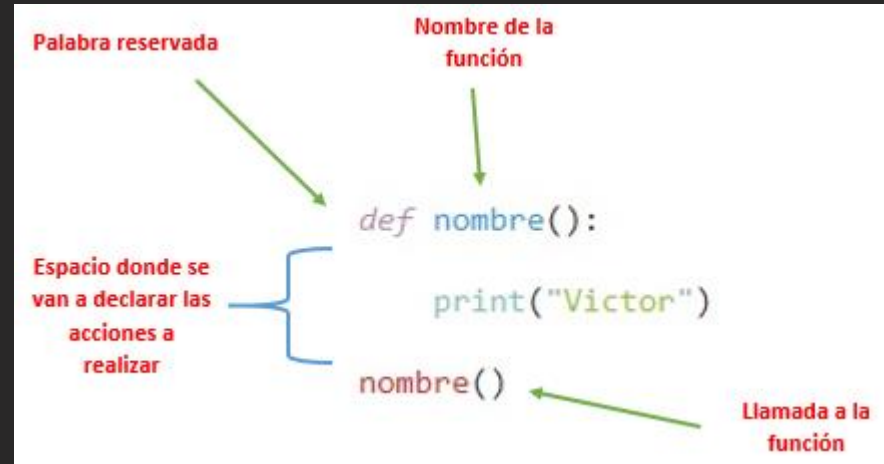 Palabra reservada
Nombre de la
función
def nombre():
Espacio donde se
van a declarar las
acciones a
realizar
print("Victor")
nombre()
Llamada a la
función